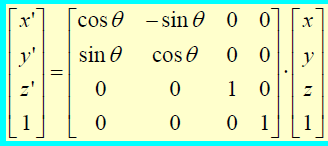 x' cos θ −sin θ 0 0 x
y' = sin θ cos θ 0 0 · y
z' 0 0 1 0 z
1 0 0 0 1 1